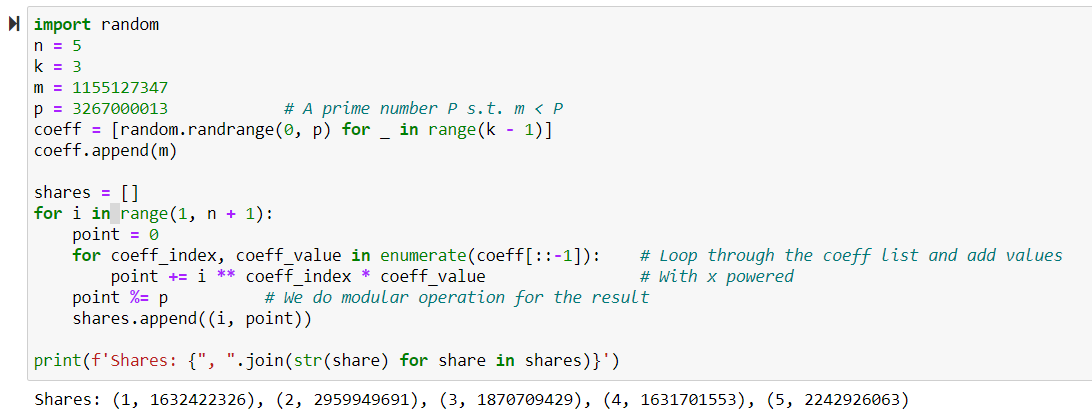 import random
n = 5
k = 3
m = 1155127347
p = 3267000013            # A prime number P s.t. m < P
coeff = [random.randrange(0, p) for _ in range(k - 1)]
coeff.append(m)

shares = []
for i in range(1, n + 1):
    point = 0
    for coeff_index, coeff_value in enumerate(coeff[::-1]):    # Loop through the coeff list and add values
        point += i ** coeff_index * coeff_value                # With x powered
    point %= p          # We do modular operation for the result
    shares.append((i, point))

print(f'Shares: {", ".join(str(share) for share in shares)}')
Shares: (1, 1632422326), (2, 2959949691), (3, 1870709429), (4, 1631701553), (5, 2242926063)